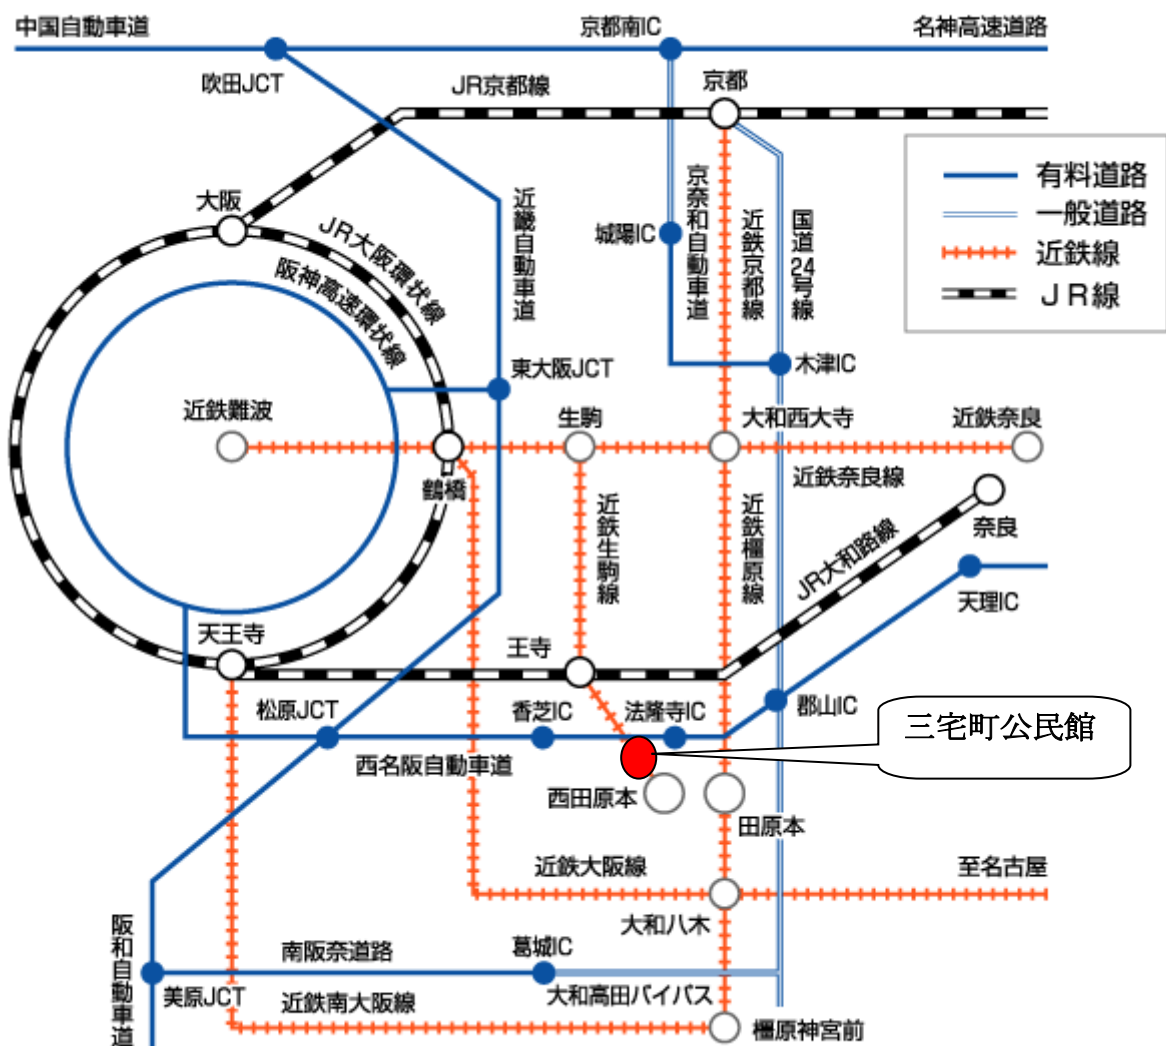 中国自動車道
京都南IC
名神高速道路
吹田JCT
JR京都線
京都
有料道路
一般道路
近鉄線
JR線
大阪
JR大阪環状線
阪神高速環状線
近畿自動車道
城陽IC
京奈和自動車道
近鉄京都線
国道24号線
東大阪JCT
木津IC
近鉄難波
生駒
大和西大寺
近鉄奈良
近鉄奈良線
鶴橋
近鉄生駒線
近鉄橿原線
JR大和路線
奈良
天理IC
天王寺
王寺
松原JCT
香芝IC
法隆寺IC
郡山IC
三宅町公民館
西名阪自動車道
西田原本
田原本
近鉄大阪線
至名古屋
大和八木
阪和自動車道
南阪奈道路
葛城IC
美原JCT
近鉄南大阪線
大和高田バイパス
橿原神宮前